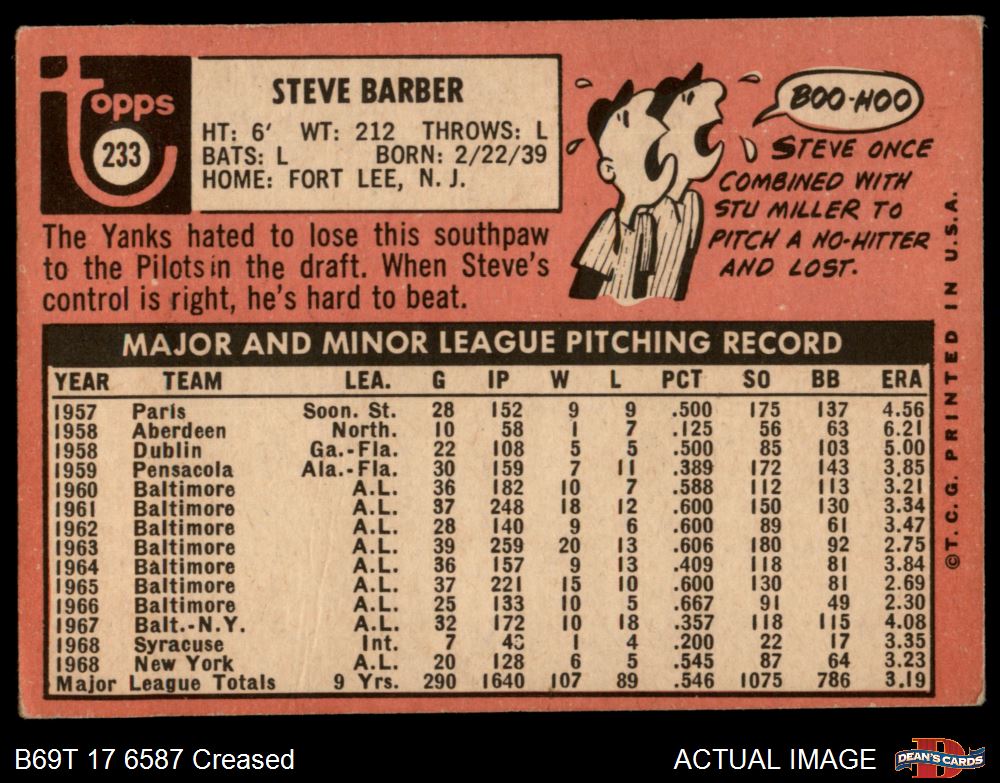 Topps
233
STEVE BARBER
HT: 6' WT: 212 THROWS: L
BATS: L BORN: 2/22/39
HOME: FORT LEE, N. J.
The Yanks hated to lose this southpaw
to the Pilots in the draft. When Steve's
control is right, he's hard to beat.
BOO-HOO
STEVE ONCE
COMBINED WITH
STU MILLER TO
PITCH A NO-HITTER
AND LOST.
MAJOR AND MINOR LEAGUE PITCHING RECORD
YEAR TEAM LEA. G IP W L PCT SO BB ERA
1957 Paris Soon. St. 28 152 9 9 .500 175 137 4.56
1958 Aberdeen North. 10 58 1 7 .125 56 63 6.21
1958 Dublin Ga.-Fla. 22 108 5 5 .500 85 103 5.00
1959 Pensacola Ala.-Fla. 30 159 7 11 .389 172 143 3.85
1960 Baltimore A.L. 36 182 10 7 .588 112 113 3.21
1961 Baltimore A.L. 37 248 18 12 .600 150 130 3.34
1962 Baltimore A.L. 28 140 9 6 .600 89 61 3.47
1963 Baltimore A.L. 39 259 20 13 .606 180 92 2.75
1964 Baltimore A.L. 36 157 9 13 .409 118 81 3.84
1965 Baltimore A.L. 37 221 15 10 .600 130 81 2.69
1966 Baltimore A.L. 25 133 10 5 .667 91 49 2.30
1967 Balt.-N.Y. A.L. 32 172 10 18 .357 118 115 4.08
1968 Syracuse Int. 7 1 4 .200 22 17 3.35
1968 New York A.L. 20 128 6 5 .545 87 64 3.23
Major League Totals 9 Yrs. 290 1640 107 89 .546 1075 786 3.19
©T. C. G. PRINTED IN U.S.A.
B69T 17 6587 Creased
ACTUAL IMAGE
D
DEAN'S CARDS